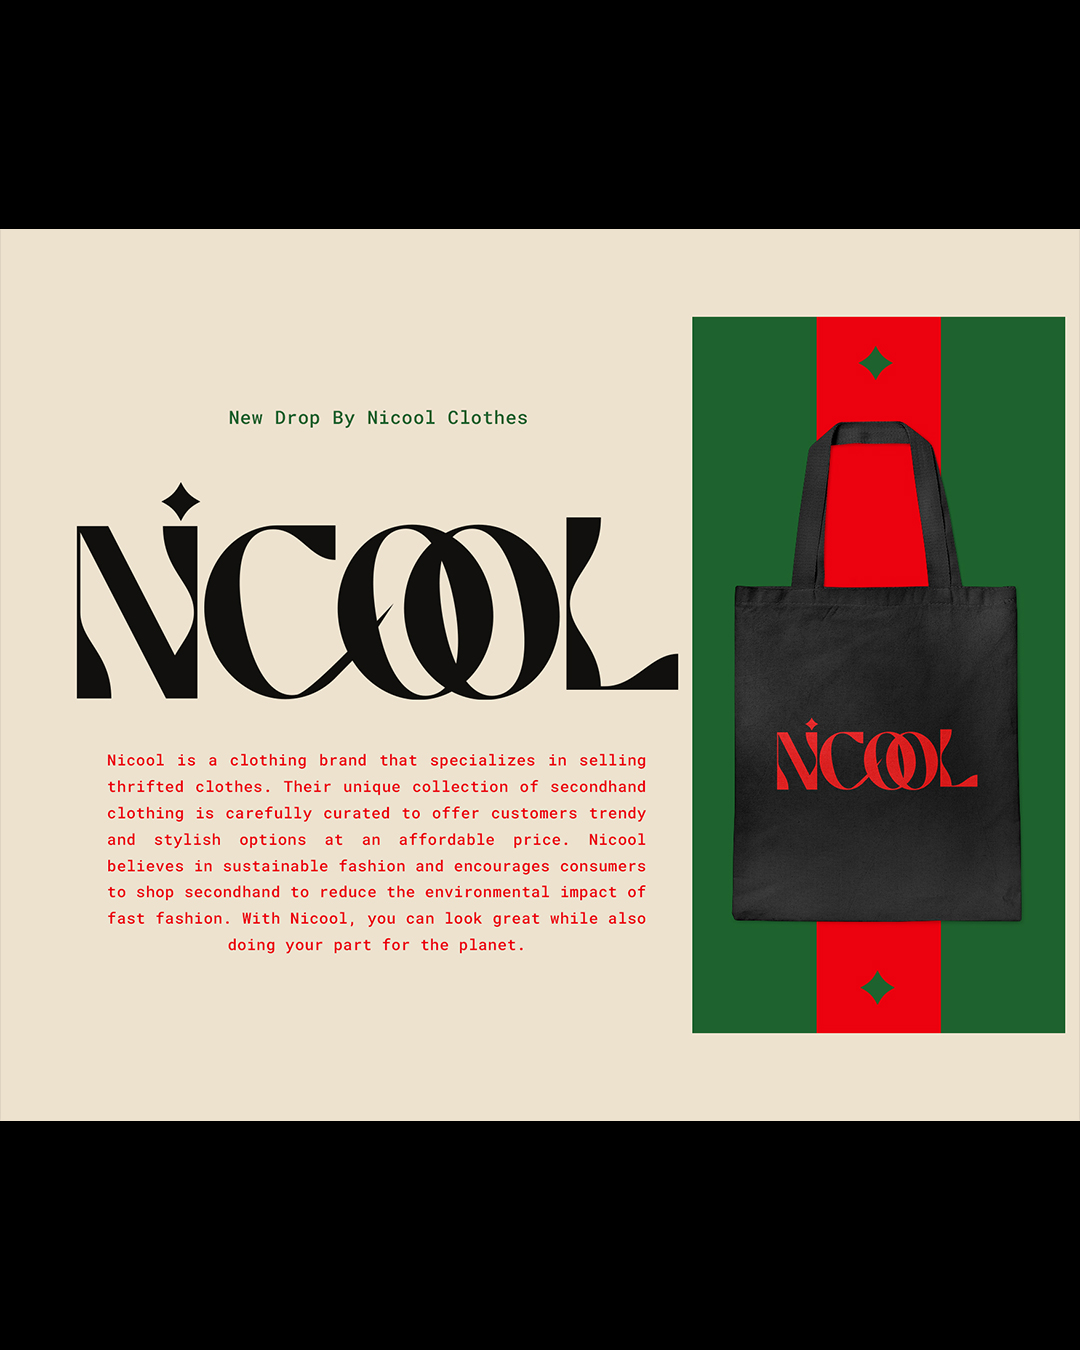 New Drop By Nicool Clothes
NiCOOL
Nicool is a clothing brand that specializes in selling
thrifted clothes. Their unique collection of secondhand
clothing is carefully curated to offer customers trendy
and stylish options at an affordable price. Nicool
believes in sustainable fashion and encourages consumers
to shop secondhand to reduce the environmental impact of
fast fashion. With Nicool, you can look great while also
doing your part for the planet.
NiCOOL